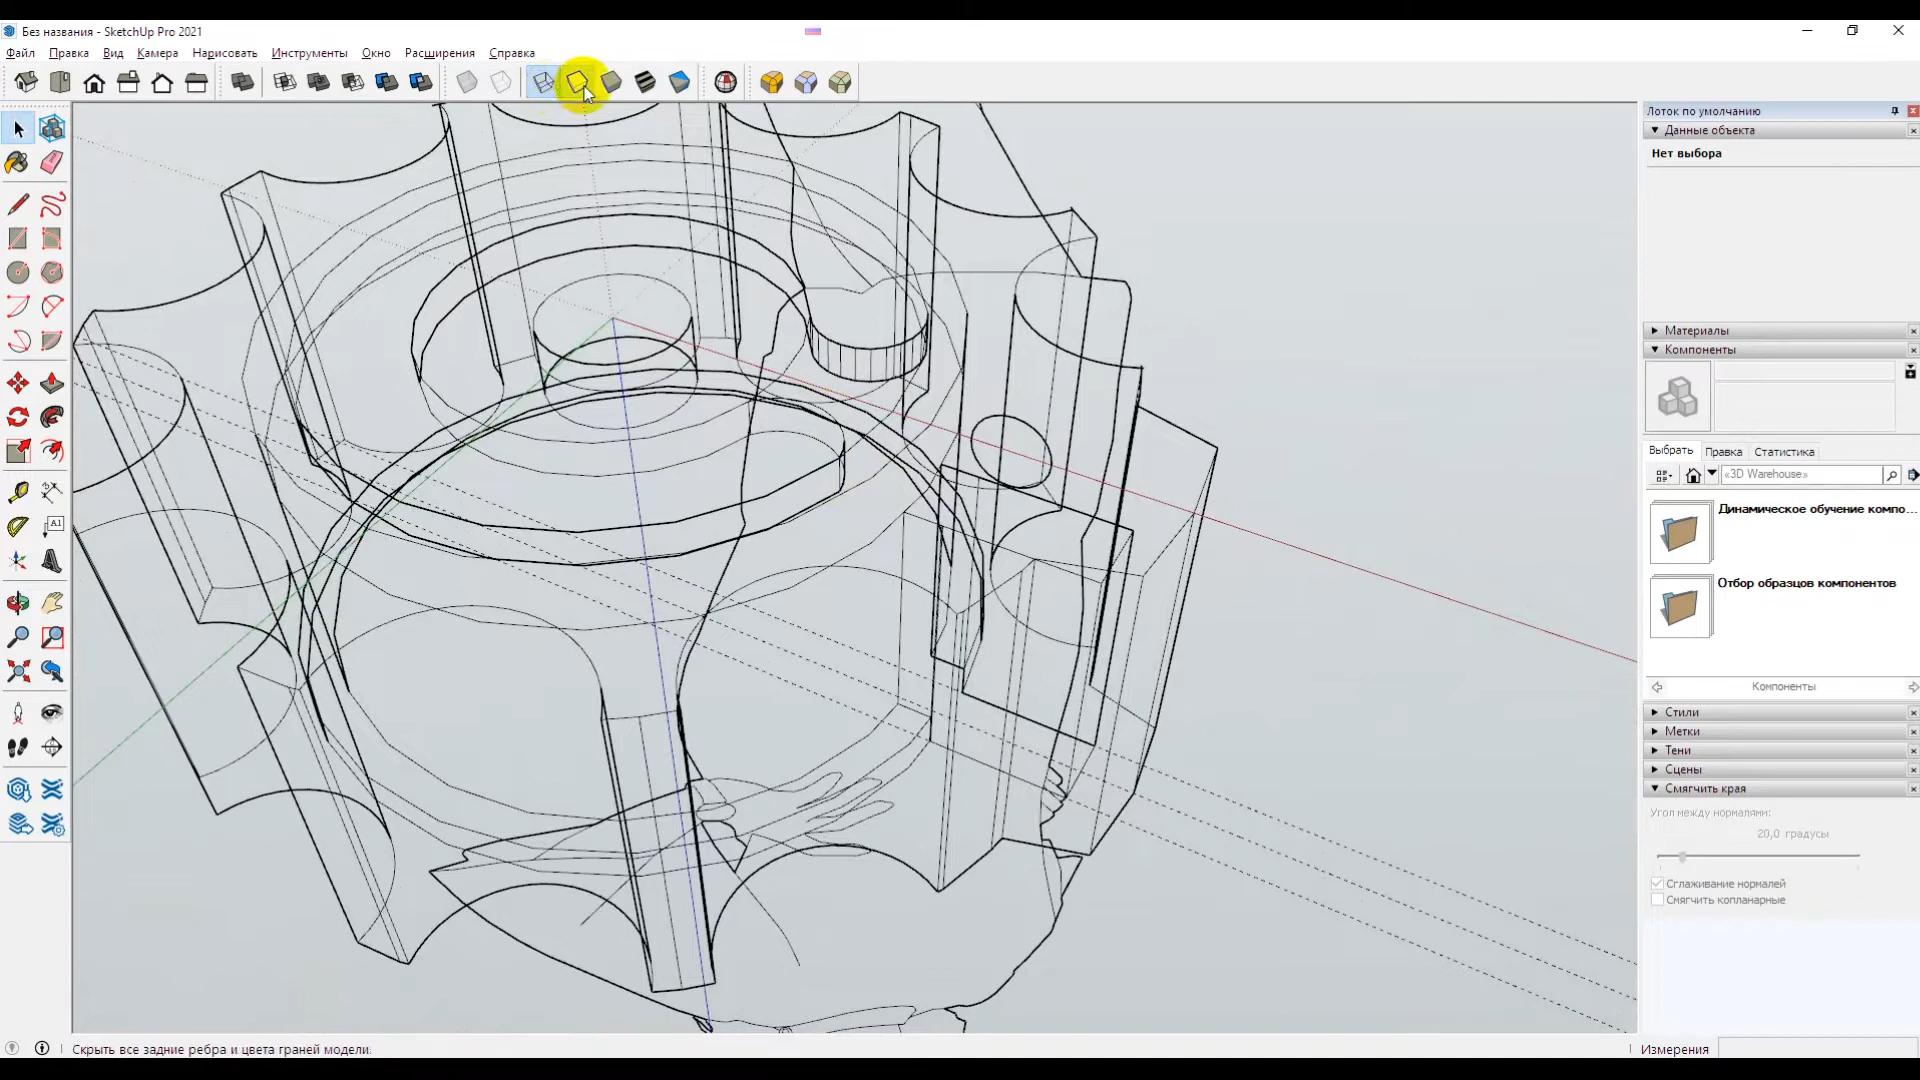 Без названия - SketchUp Pro 2021
Файл Правка Вид Камера Нарисовать Инструменты Окно Расширения Справка
Лоток по умолчанию
Данные объекта
Нет выбора
Материалы
Компоненты
Выбрать Правка Статистика
«3D Warehouse»
Динамическое обучение компо...
Отбор образцов компонентов
Компоненты
Стили
Метки
Тени
Сцены
Смягчить края
Угол между нормалями:
20,0 градусы
Сглаживание нормалей
Смягчить копланарные
A1
Скрыть все задние ребра и цвета граней модели.
Измерения